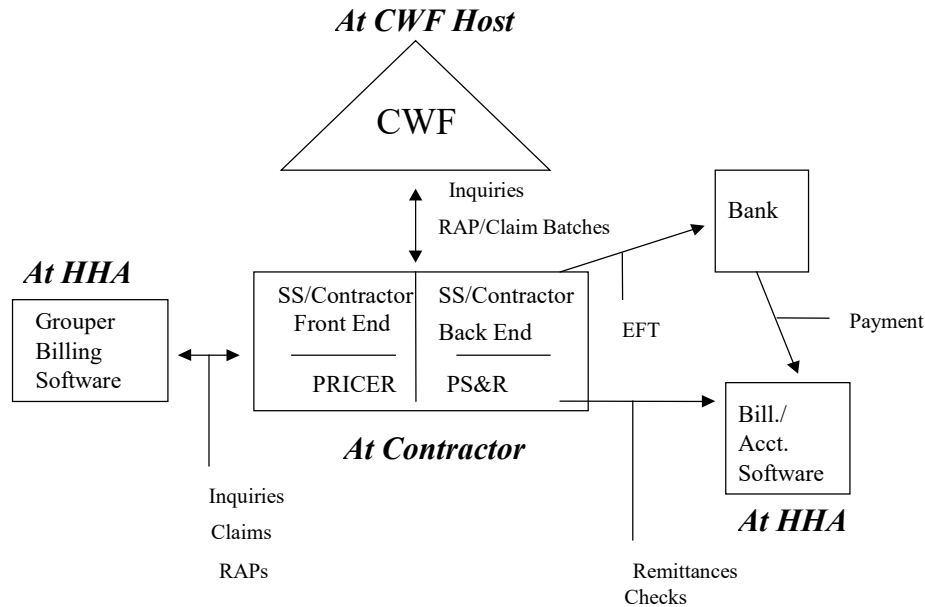 At CWF Host
CWF
Inquiries
RAP/Claim Batches
Bank
At HHA
Grouper
Billing
Software
SS/Contractor
Front End
PRICER
SS/Contractor
Back End
PS&R
EFT
Payment
At Contractor
Bill./
Acct.
Software
At HHA
Inquiries
Claims
RAPs
Remittances
Checks